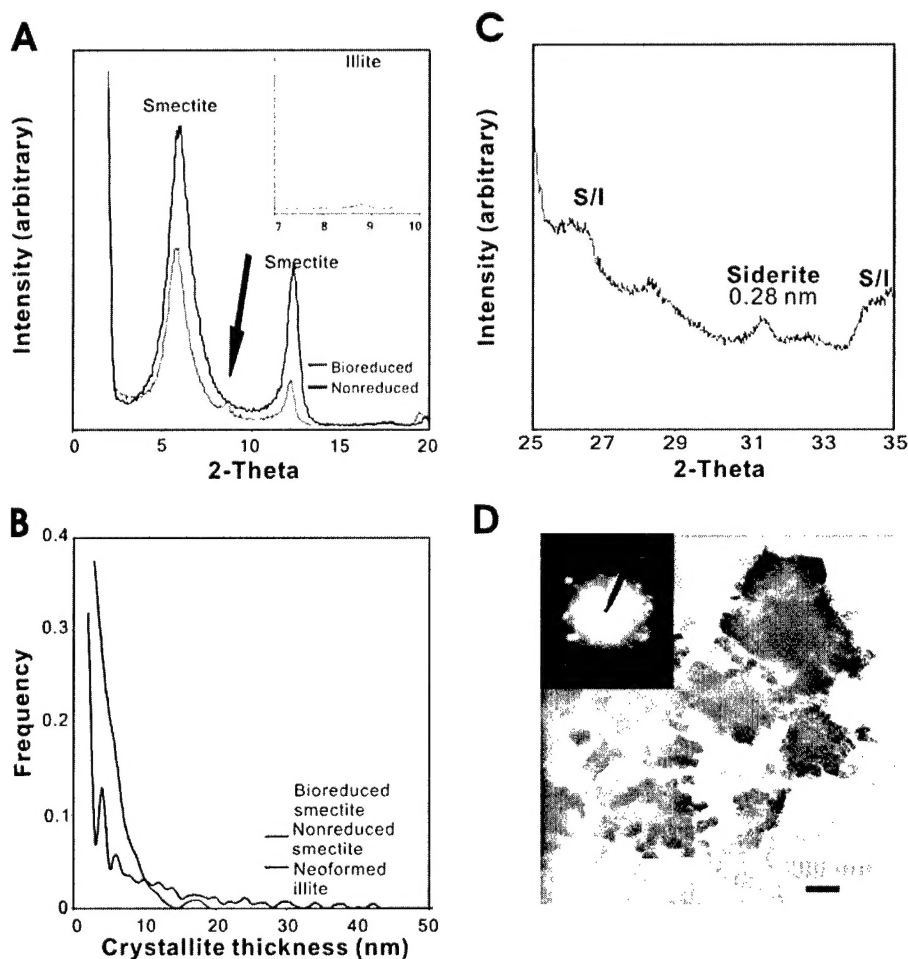 A
Illite
Smectite
7 8 9 10
Smectite
Bioreduced
Nonreduced
0 5 10 15 20
2-Theta
Intensity (arbitrary)
B
0.4
0.3
0.2
0.1
0
Frequency
Bioreduced
smectite
Nonreduced
smectite
Neoformed
illite
0 10 20 30 40 50
Crystallite thickness (nm)
C
S/I
Siderite
0.28 nm
S/I
25 27 29 31 33 35
2-Theta
Intensity (arbitrary)
D